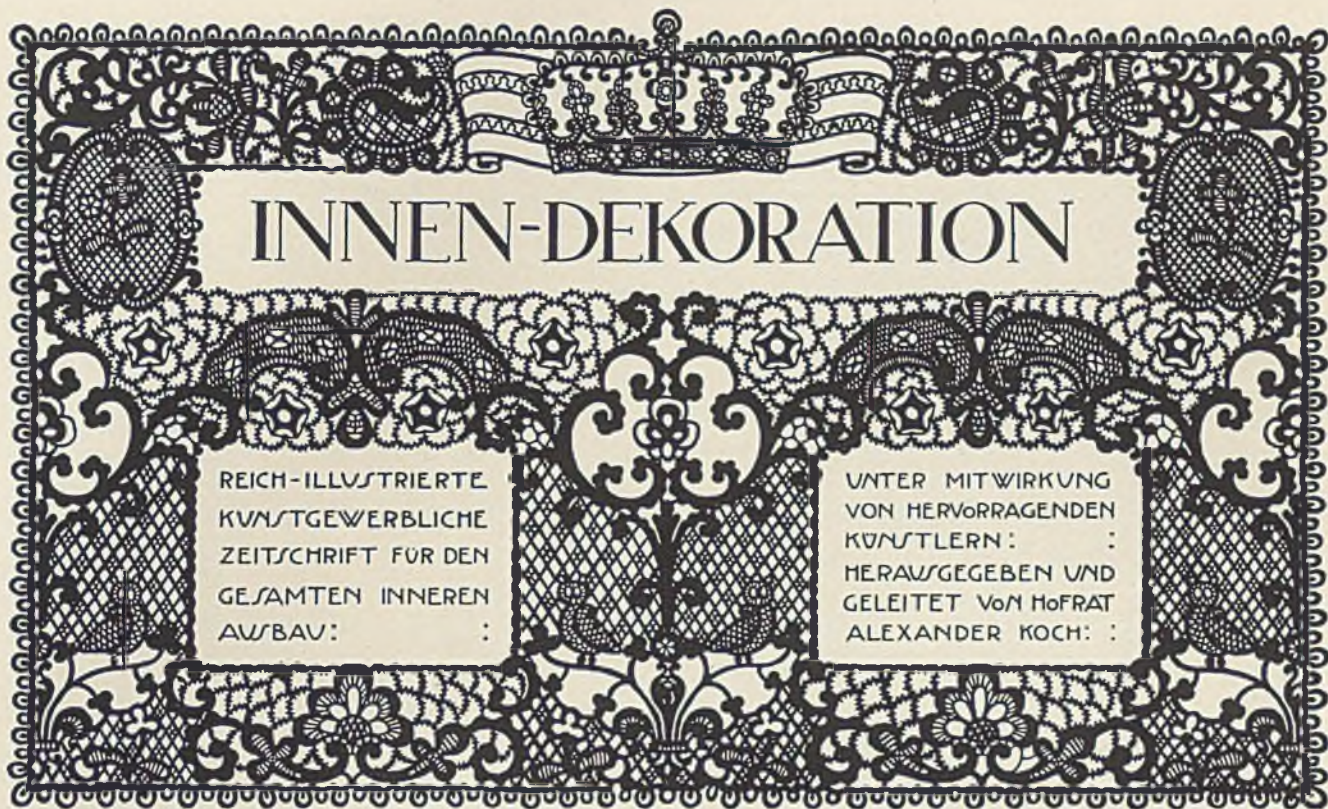 INNEN-DEKORATION
REICH-ILLUSTRIERTE
KUNSTGEWERBLICHE
ZEITSCHRIFT FÜR DEN
GESAMTEN INNEREN
AUSBAU: :
UNTER MITWIRKUNG
VON HERVORRAGENDEN
KÜNSTLERN: :
HERAUSGEGEBEN UND
GELEITET VON HOFRAT
ALEXANDER KOCH: :